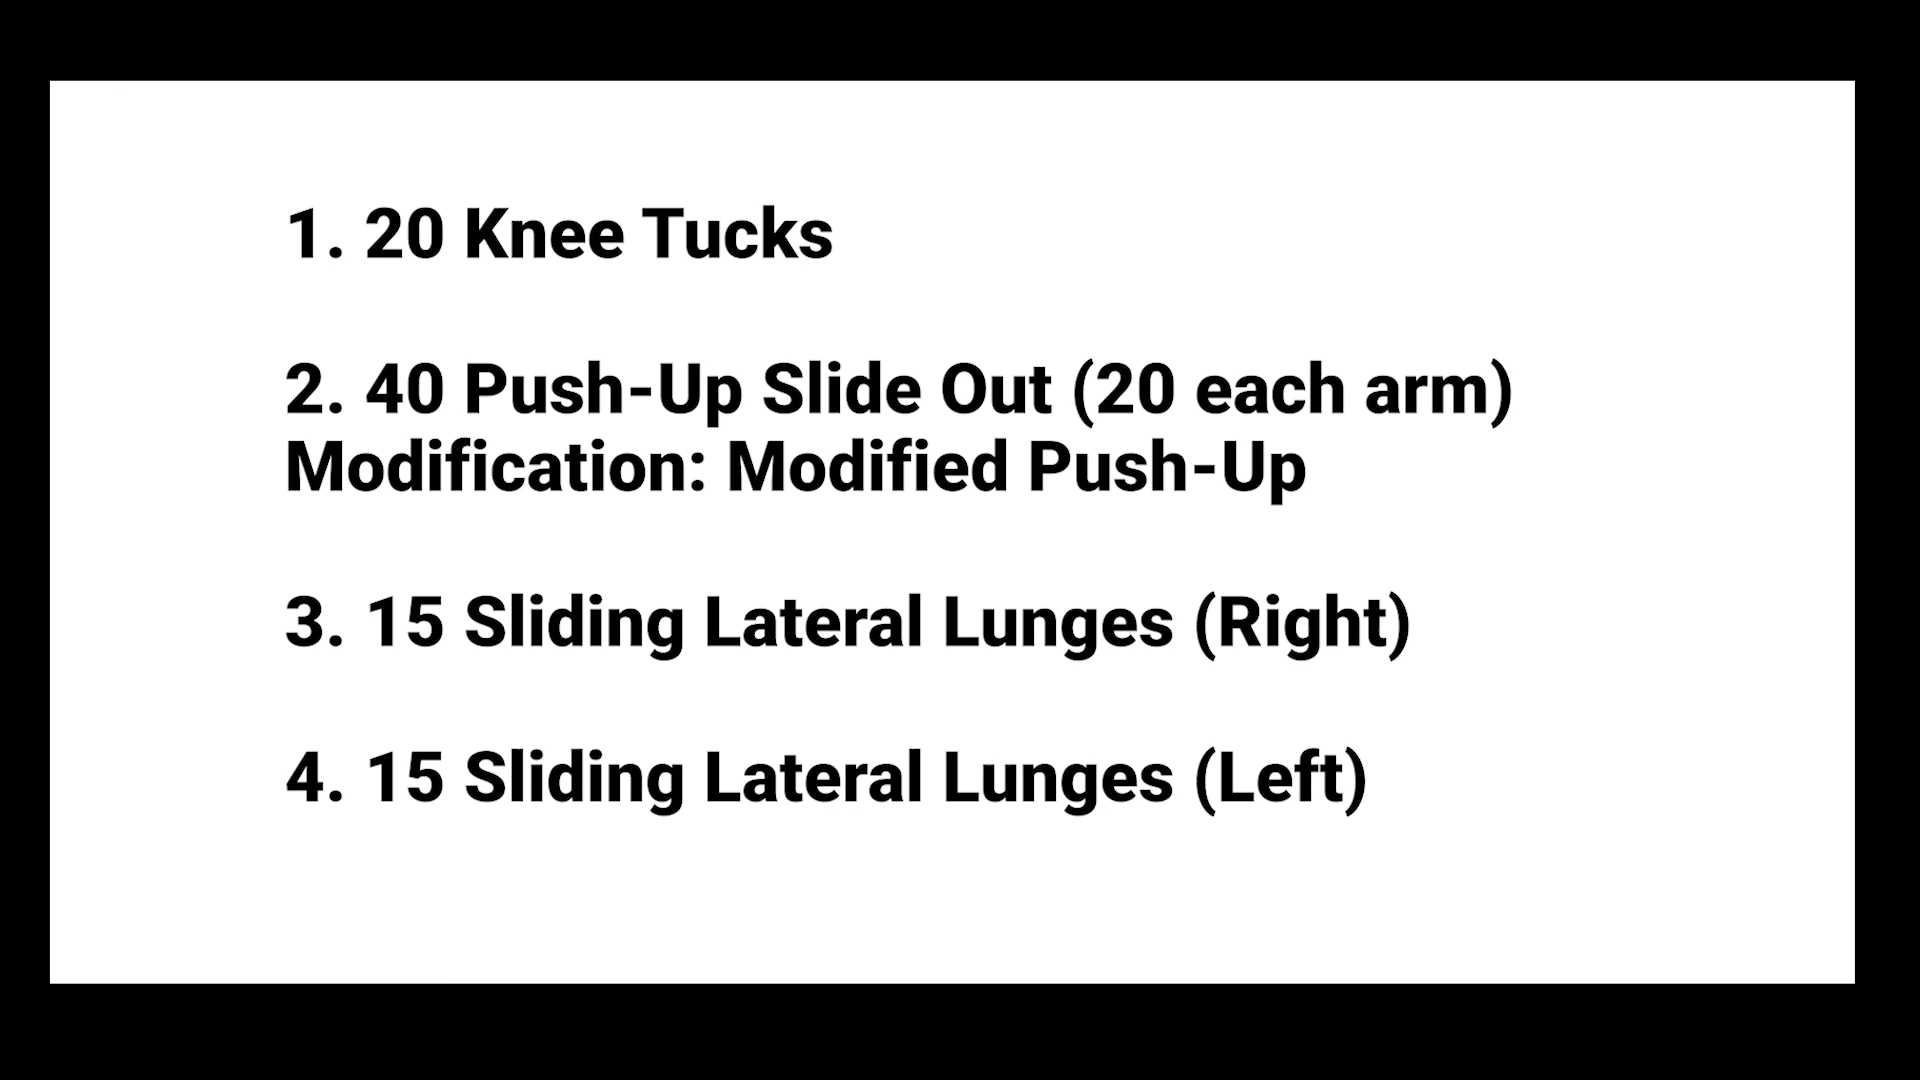 1. 20 Knee Tucks
2. 40 Push-Up Slide Out (20 each arm)
Modification: Modified Push-Up
3. 15 Sliding Lateral Lunges (Right)
4. 15 Sliding Lateral Lunges (Left)